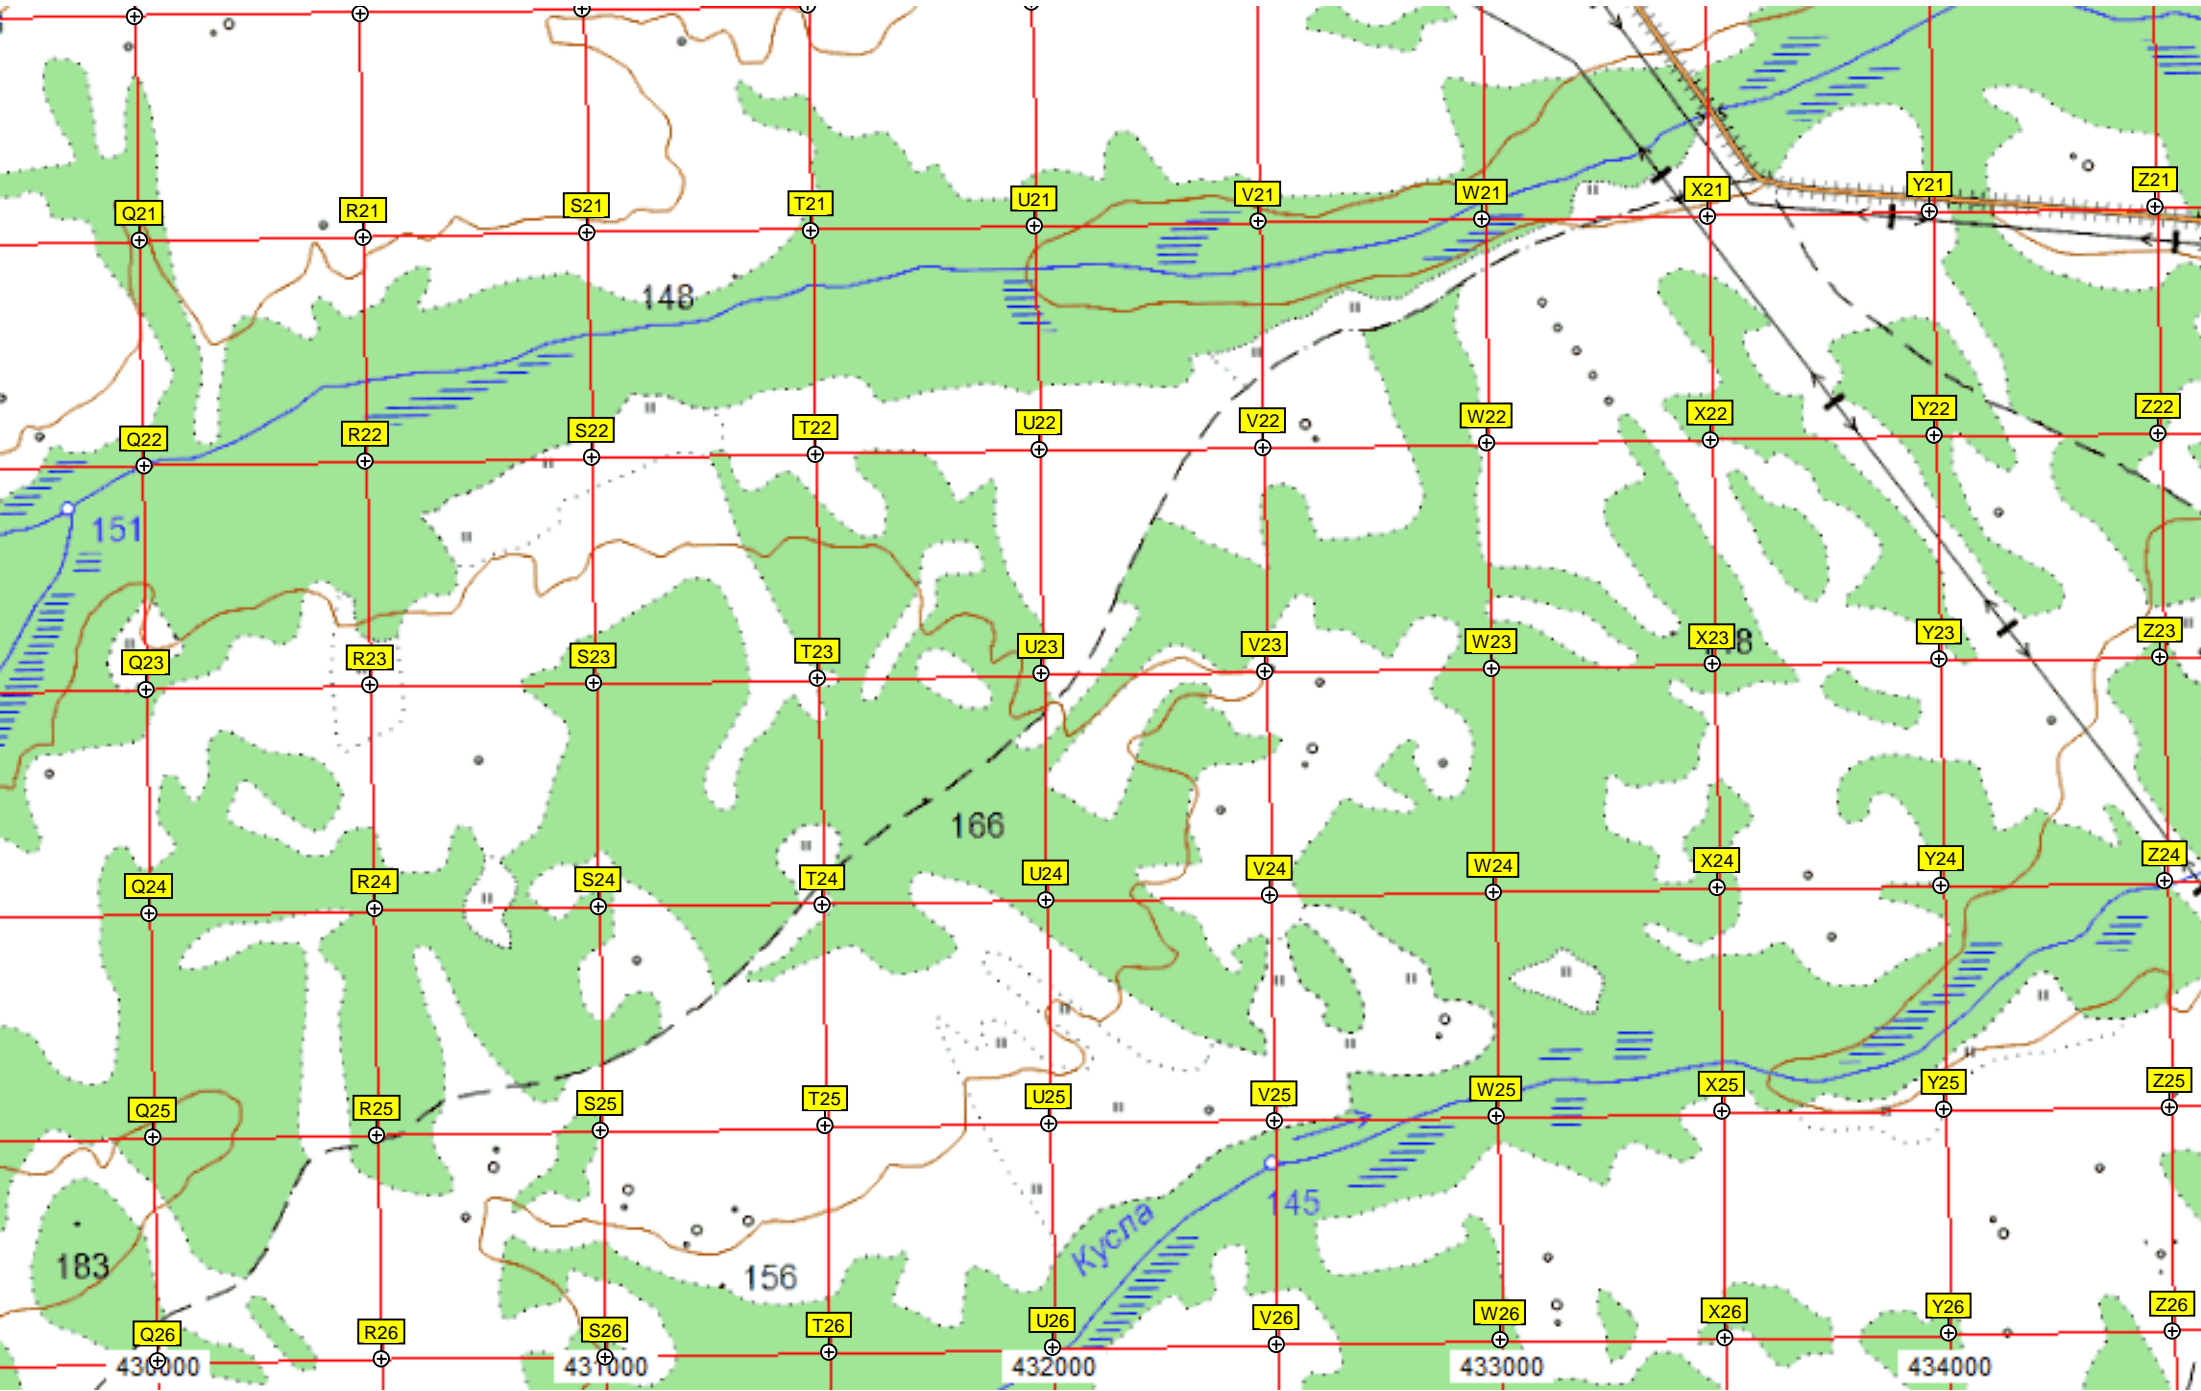 Q21 R21 S21 T21 U21 V21 W21 X21 Y21 Z21
148
Q22 R22 S22 T22 U22 V22 W22 X22 Y22 Z22
151
Q23 R23 S23 T23 U23 V23 W23 X23 8 Y23 Z23
166
Q24 R24 S24 T24 U24 V24 W24 X24 Y24 Z24
Q25 R25 S25 T25 U25 V25 W25 X25 Y25 Z25
145
Кусла
183
156
Q26 R26 S26 T26 U26 V26 W26 X26 Y26 Z26
430000 431000 432000 433000 434000